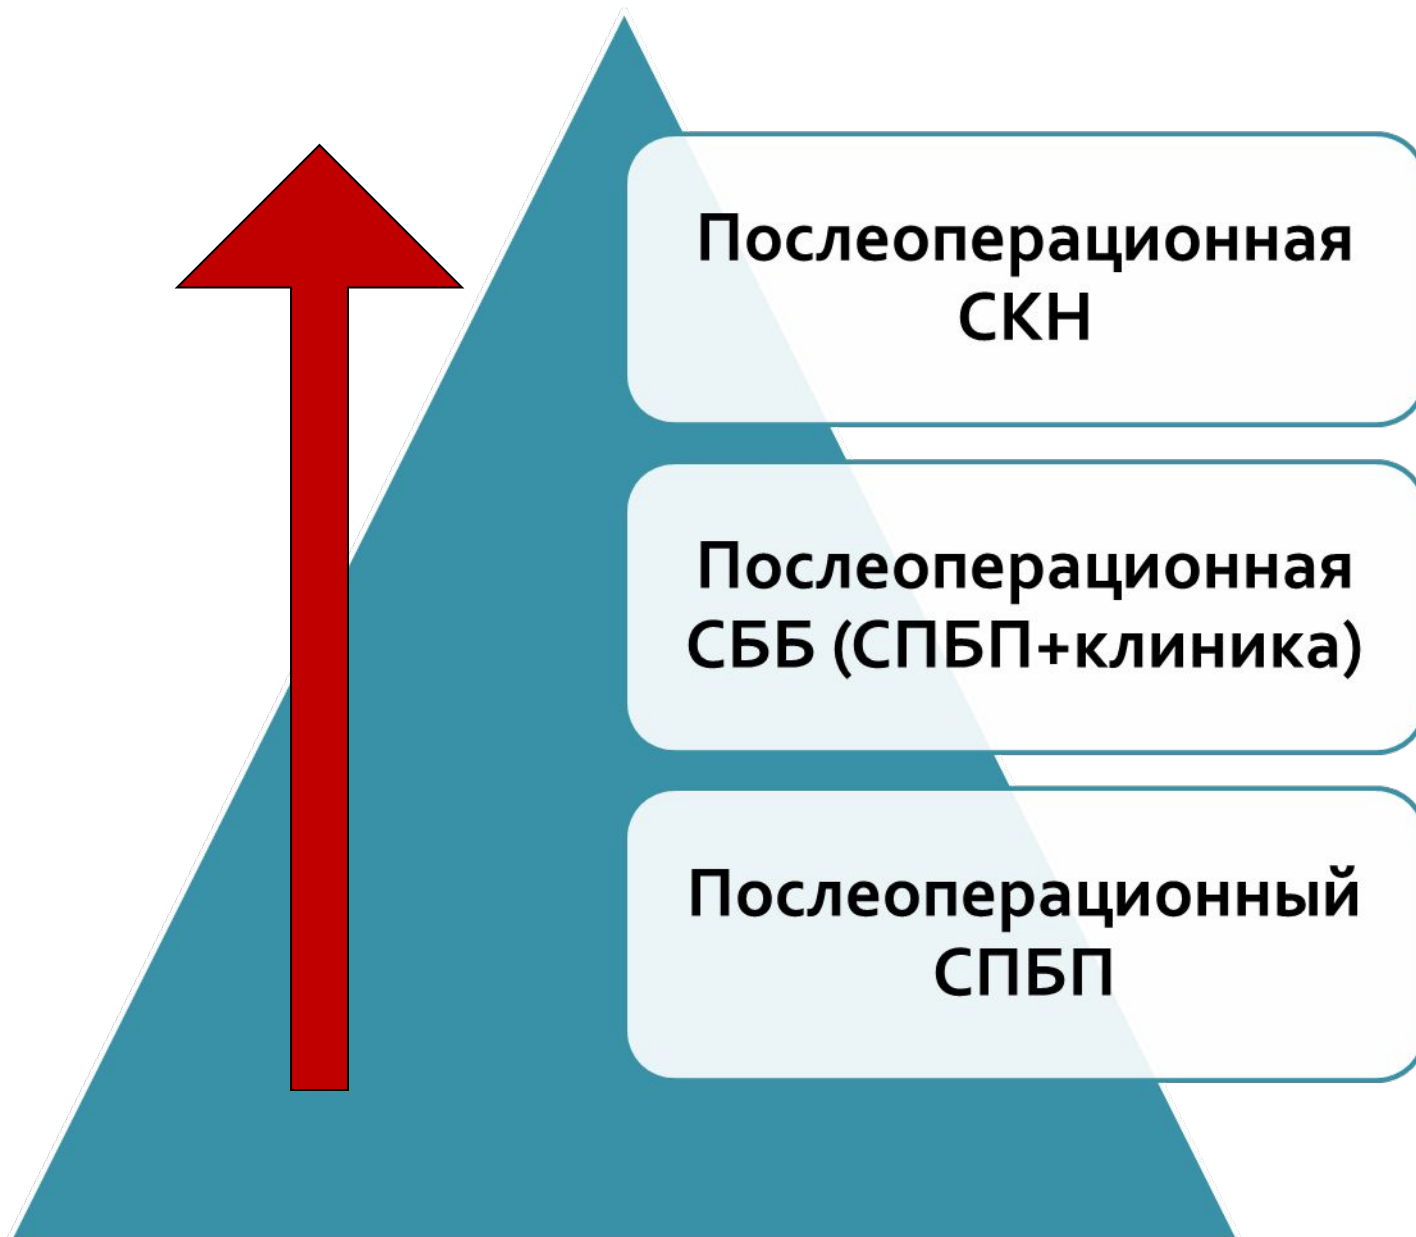 Послеоперационная
СКН
Послеоперационная
СББ (СПБП+клиника)
Послеоперационный
СПБП